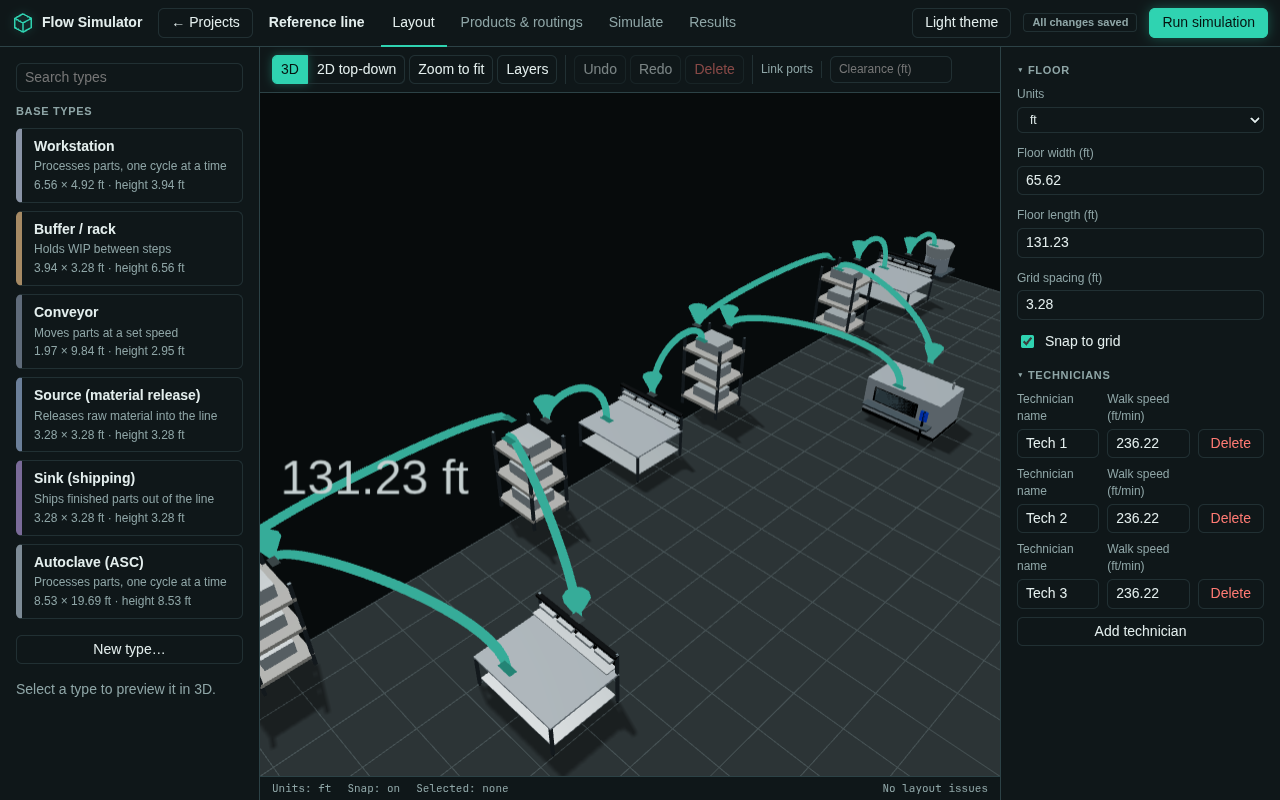 Flow Simulator
← Projects
Reference line
Layout
Products & routings
Simulate
Results
Light theme
All changes saved
Run simulation
Search types
BASE TYPES
Workstation
Processes parts, one cycle at a time
6.56 × 4.92 ft · height 3.94 ft
Buffer / rack
Holds WIP between steps
3.94 × 3.28 ft · height 6.56 ft
Conveyor
Moves parts at a set speed
1.97 × 9.84 ft · height 2.95 ft
Source (material release)
Releases raw material into the line
3.28 × 3.28 ft · height 3.28 ft
Sink (shipping)
Ships finished parts out of the line
3.28 × 3.28 ft · height 3.28 ft
Autoclave (ASC)
Processes parts, one cycle at a time
8.53 × 19.69 ft · height 8.53 ft
New type…
Select a type to preview it in 3D.
3D
2D top-down
Zoom to fit
Layers
Undo
Redo
Delete
Link ports
Clearance (ft)
131.23 ft
Units: ft
Snap: on
Selected: none
No layout issues
FLOOR
Units
ft
Floor width (ft)
65.62
Floor length (ft)
131.23
Grid spacing (ft)
3.28
Snap to grid
TECHNICIANS
Technician name
Walk speed (ft/min)
Tech 1
236.22
Delete
Technician name
Walk speed (ft/min)
Tech 2
236.22
Delete
Technician name
Walk speed (ft/min)
Tech 3
236.22
Delete
Add technician